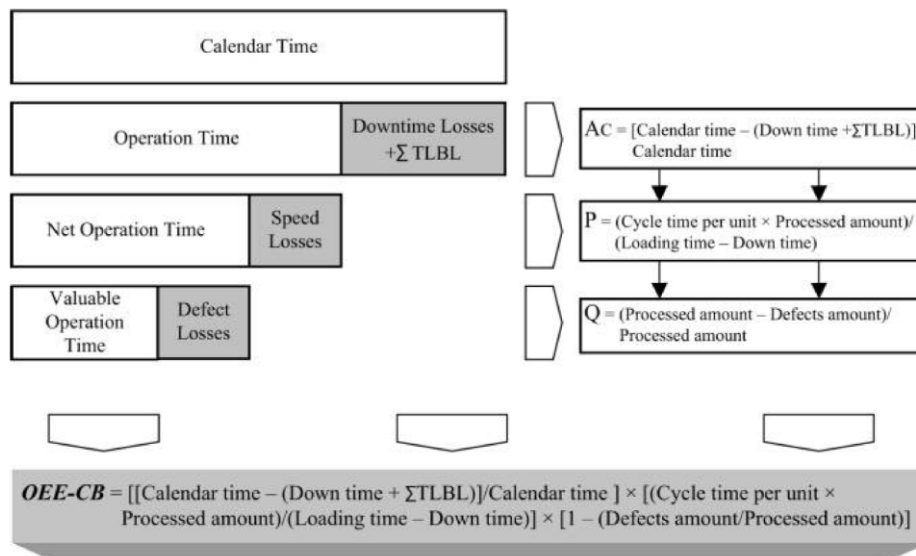 Calendar Time
Operation Time
Downtime Losses
+∑ TLBL
AC = [Calendar time – (Down time +∑TLBL)]
Calendar time
Net Operation Time
Speed
Losses
P = (Cycle time per unit × Processed amount)/
(Loading time – Down time)
Valuable
Operation
Time
Defect
Losses
Q = (Processed amount – Defects amount)/
Processed amount
OEE-CB = [[Calendar time – (Down time + ∑TLBL)]/Calendar time ] × [(Cycle time per unit ×
Processed amount)/(Loading time – Down time)] × [1 – (Defects amount/Processed amount)]